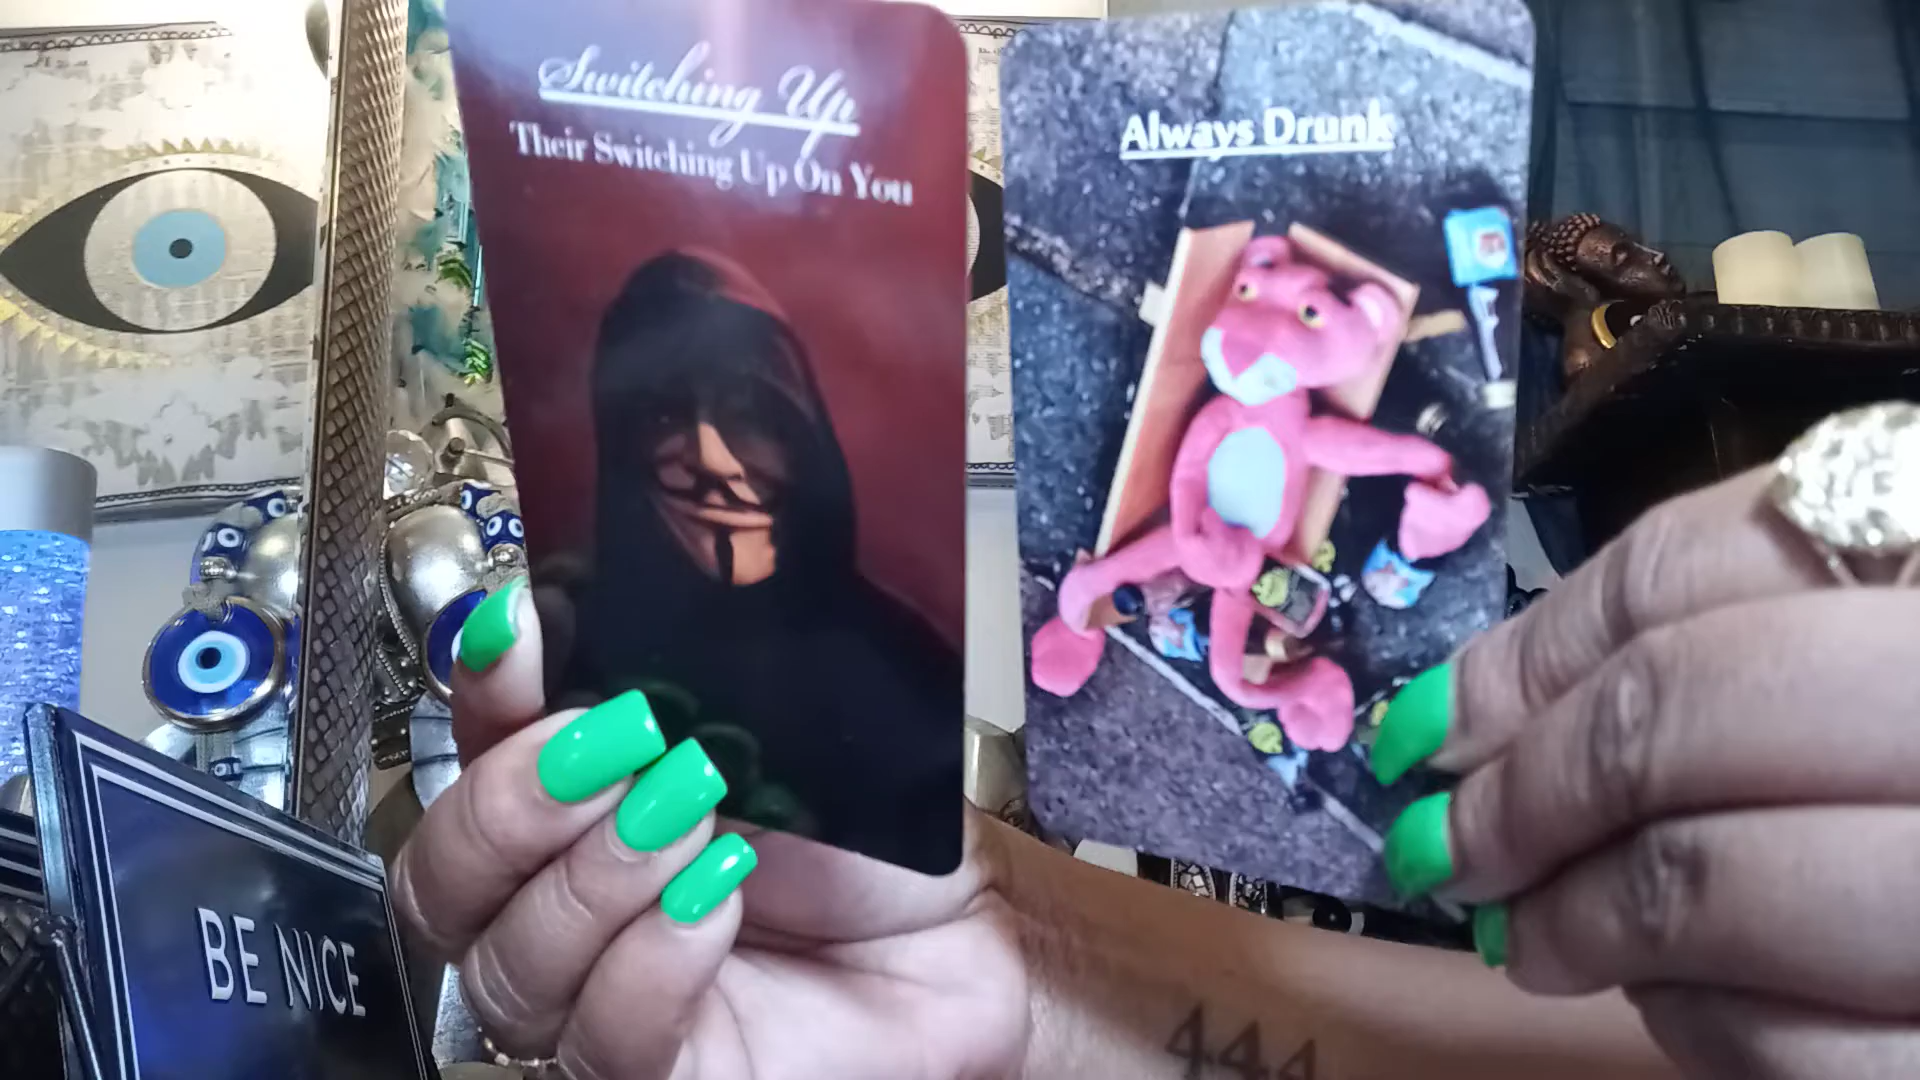 Switching Up
Their Switching Up On You
Always Drunk
BE NICE
444